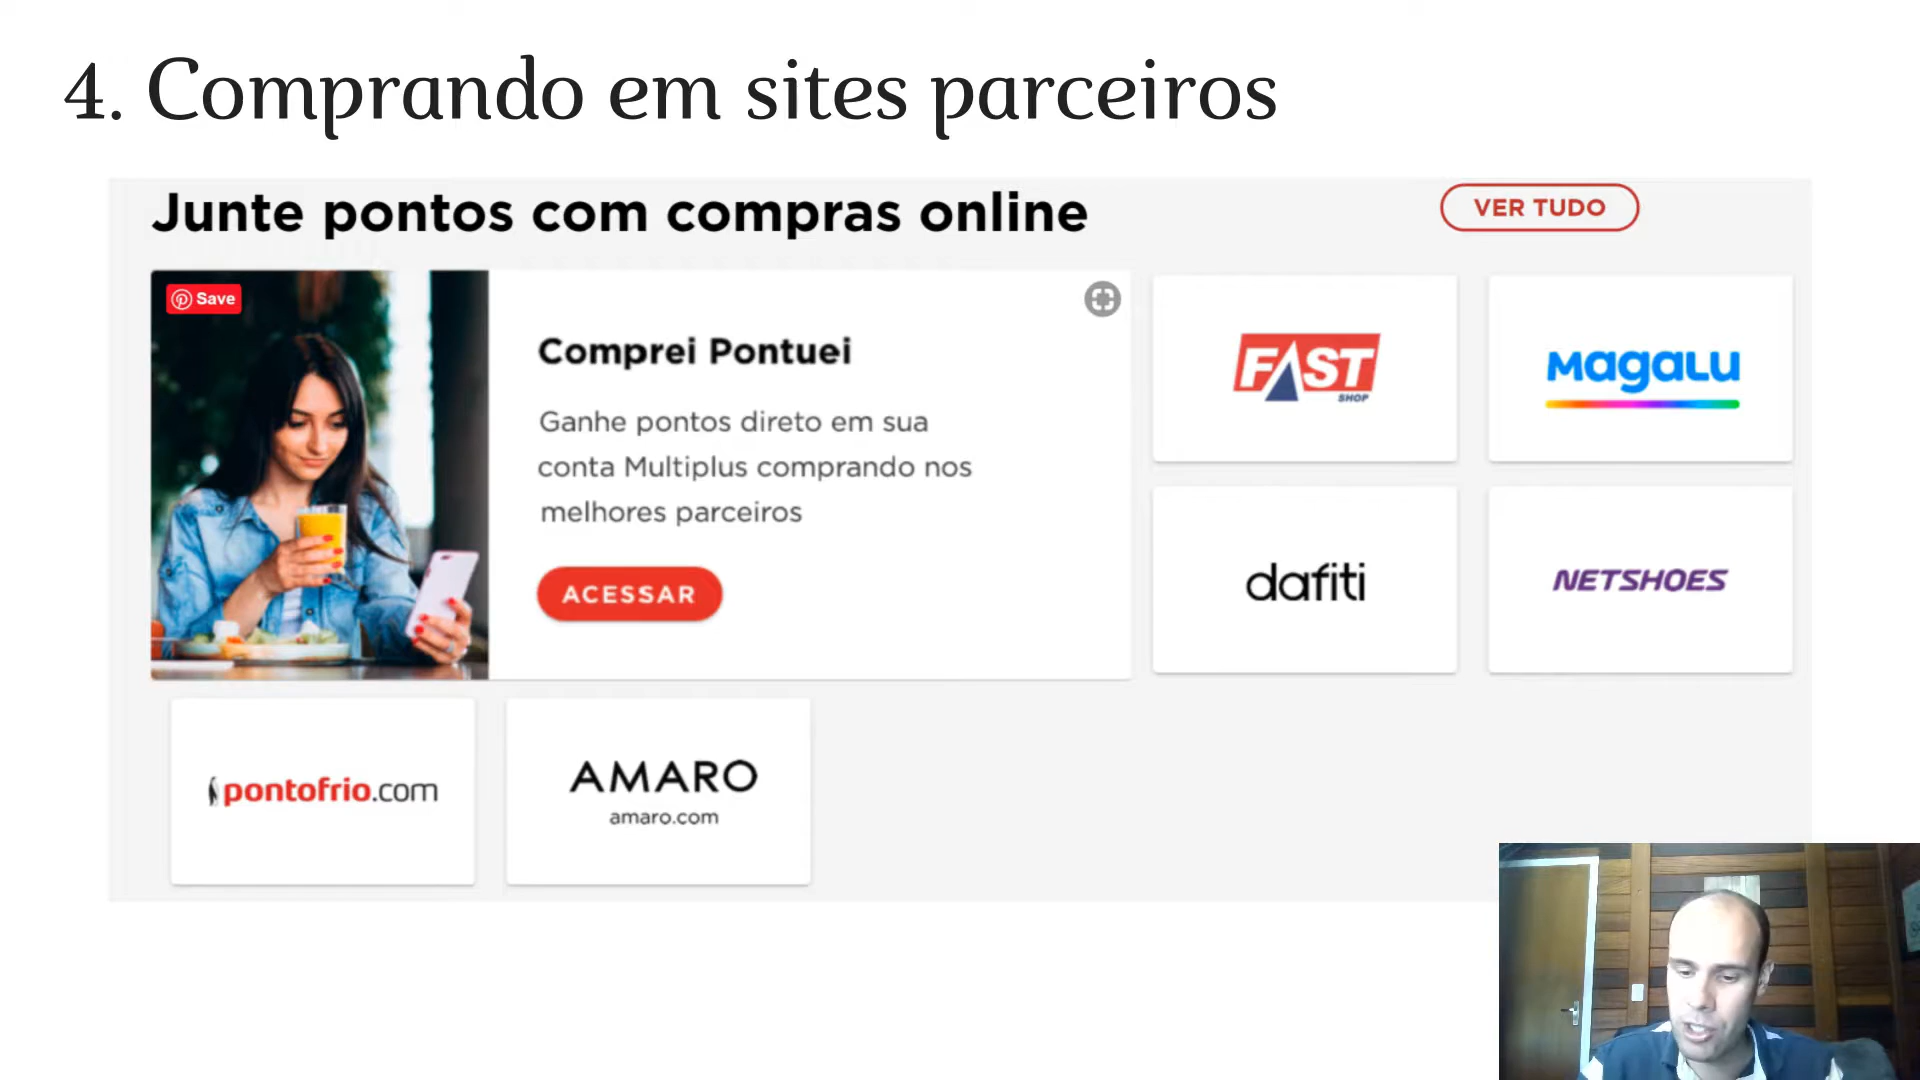 4. Comprando em sites parceiros
Junte pontos com compras online
VER TUDO
Save
Comprei Pontuei
Ganhe pontos direto em sua
conta Multiplus comprando nos
melhores parceiros
ACESSAR
FAST
SHOP
Magalu
dafiti
NETSHOES
pontofrio.com
AMARO
amaro.com